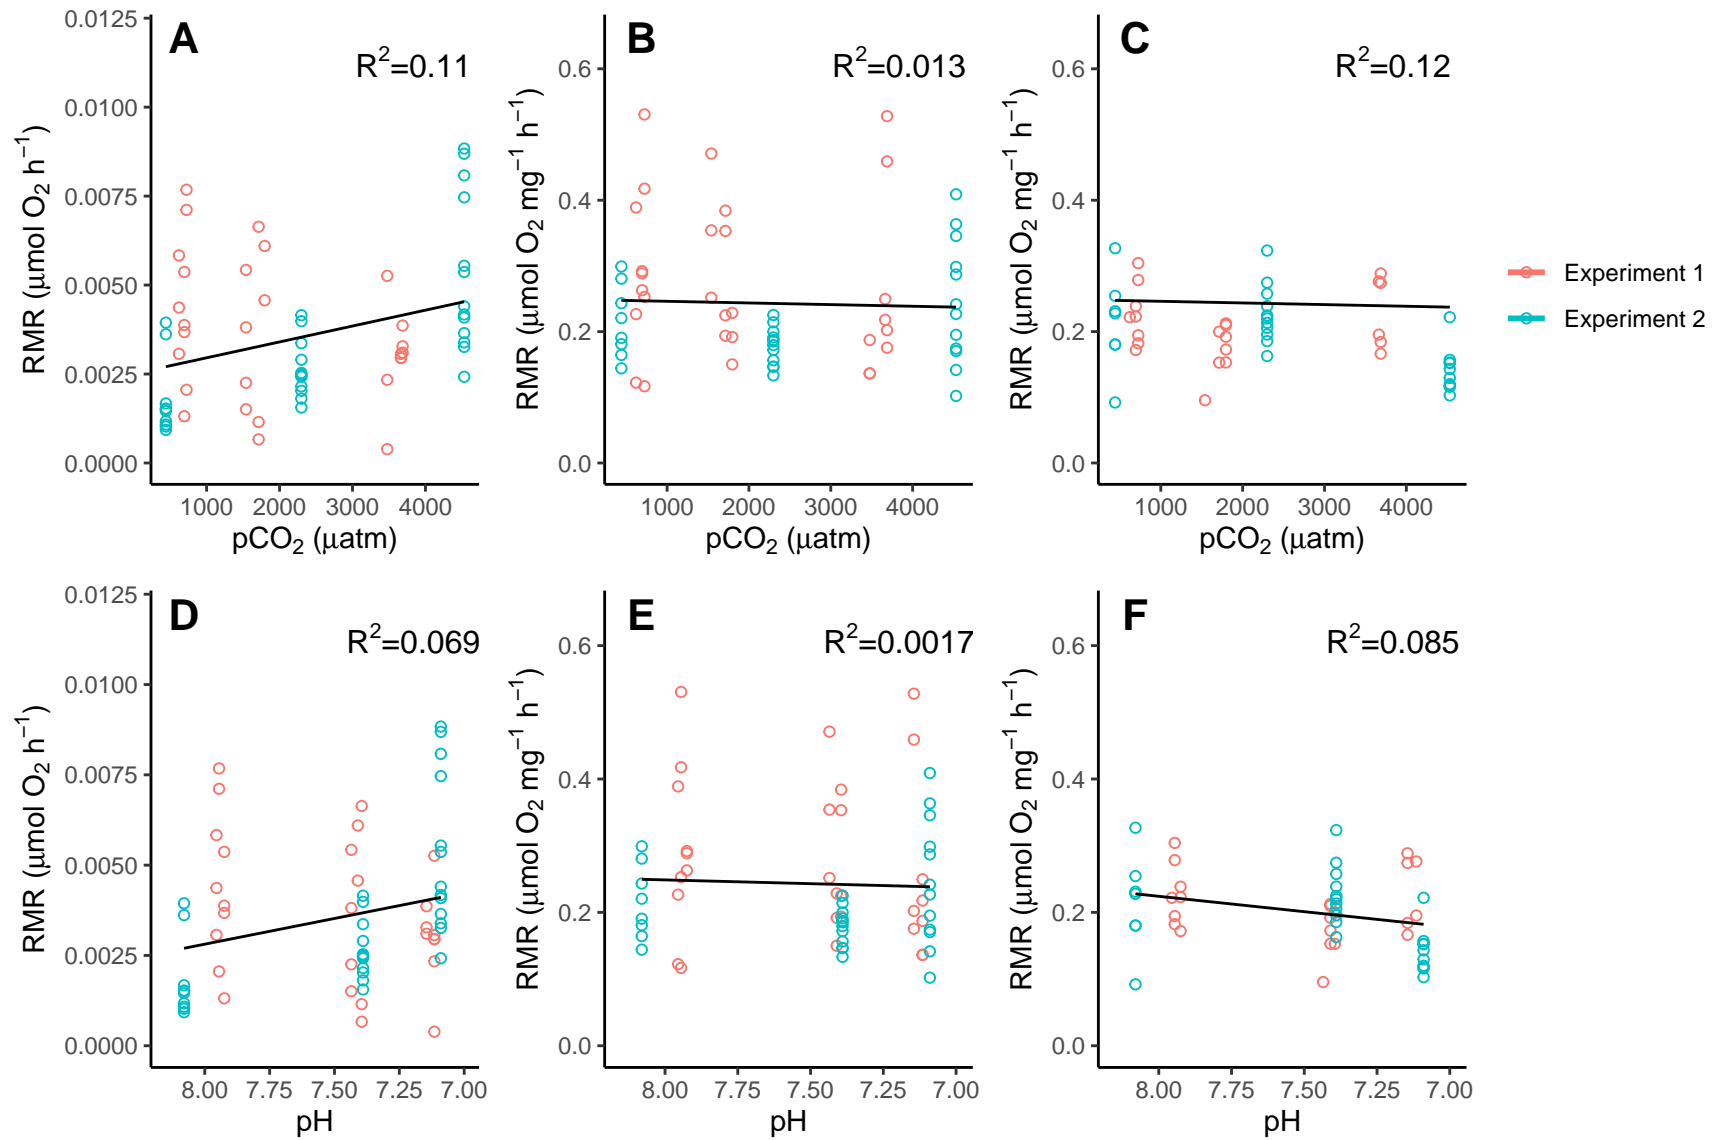 A
R²=0.11
0.0125
0.0100
0.0075
0.0050
0.0025
0.0000
RMR (μmol O₂ h⁻¹)
1000 2000 3000 4000
pCO₂ (μatm)
B
R²=0.013
0.6
0.4
0.2
0.0
RMR (μmol O₂ mg⁻¹ h⁻¹)
1000 2000 3000 4000
pCO₂ (μatm)
C
R²=0.12
0.6
0.4
0.2
0.0
RMR (μmol O₂ mg⁻¹ h⁻¹)
1000 2000 3000 4000
pCO₂ (μatm)
Experiment 1
Experiment 2
D
R²=0.069
0.0125
0.0100
0.0075
0.0050
0.0025
0.0000
RMR (μmol O₂ h⁻¹)
8.00 7.75 7.50 7.25 7.00
pH
E
R²=0.0017
0.6
0.4
0.2
0.0
RMR (μmol O₂ mg⁻¹ h⁻¹)
8.00 7.75 7.50 7.25 7.00
pH
F
R²=0.085
0.6
0.4
0.2
0.0
RMR (μmol O₂ mg⁻¹ h⁻¹)
8.00 7.75 7.50 7.25 7.00
pH